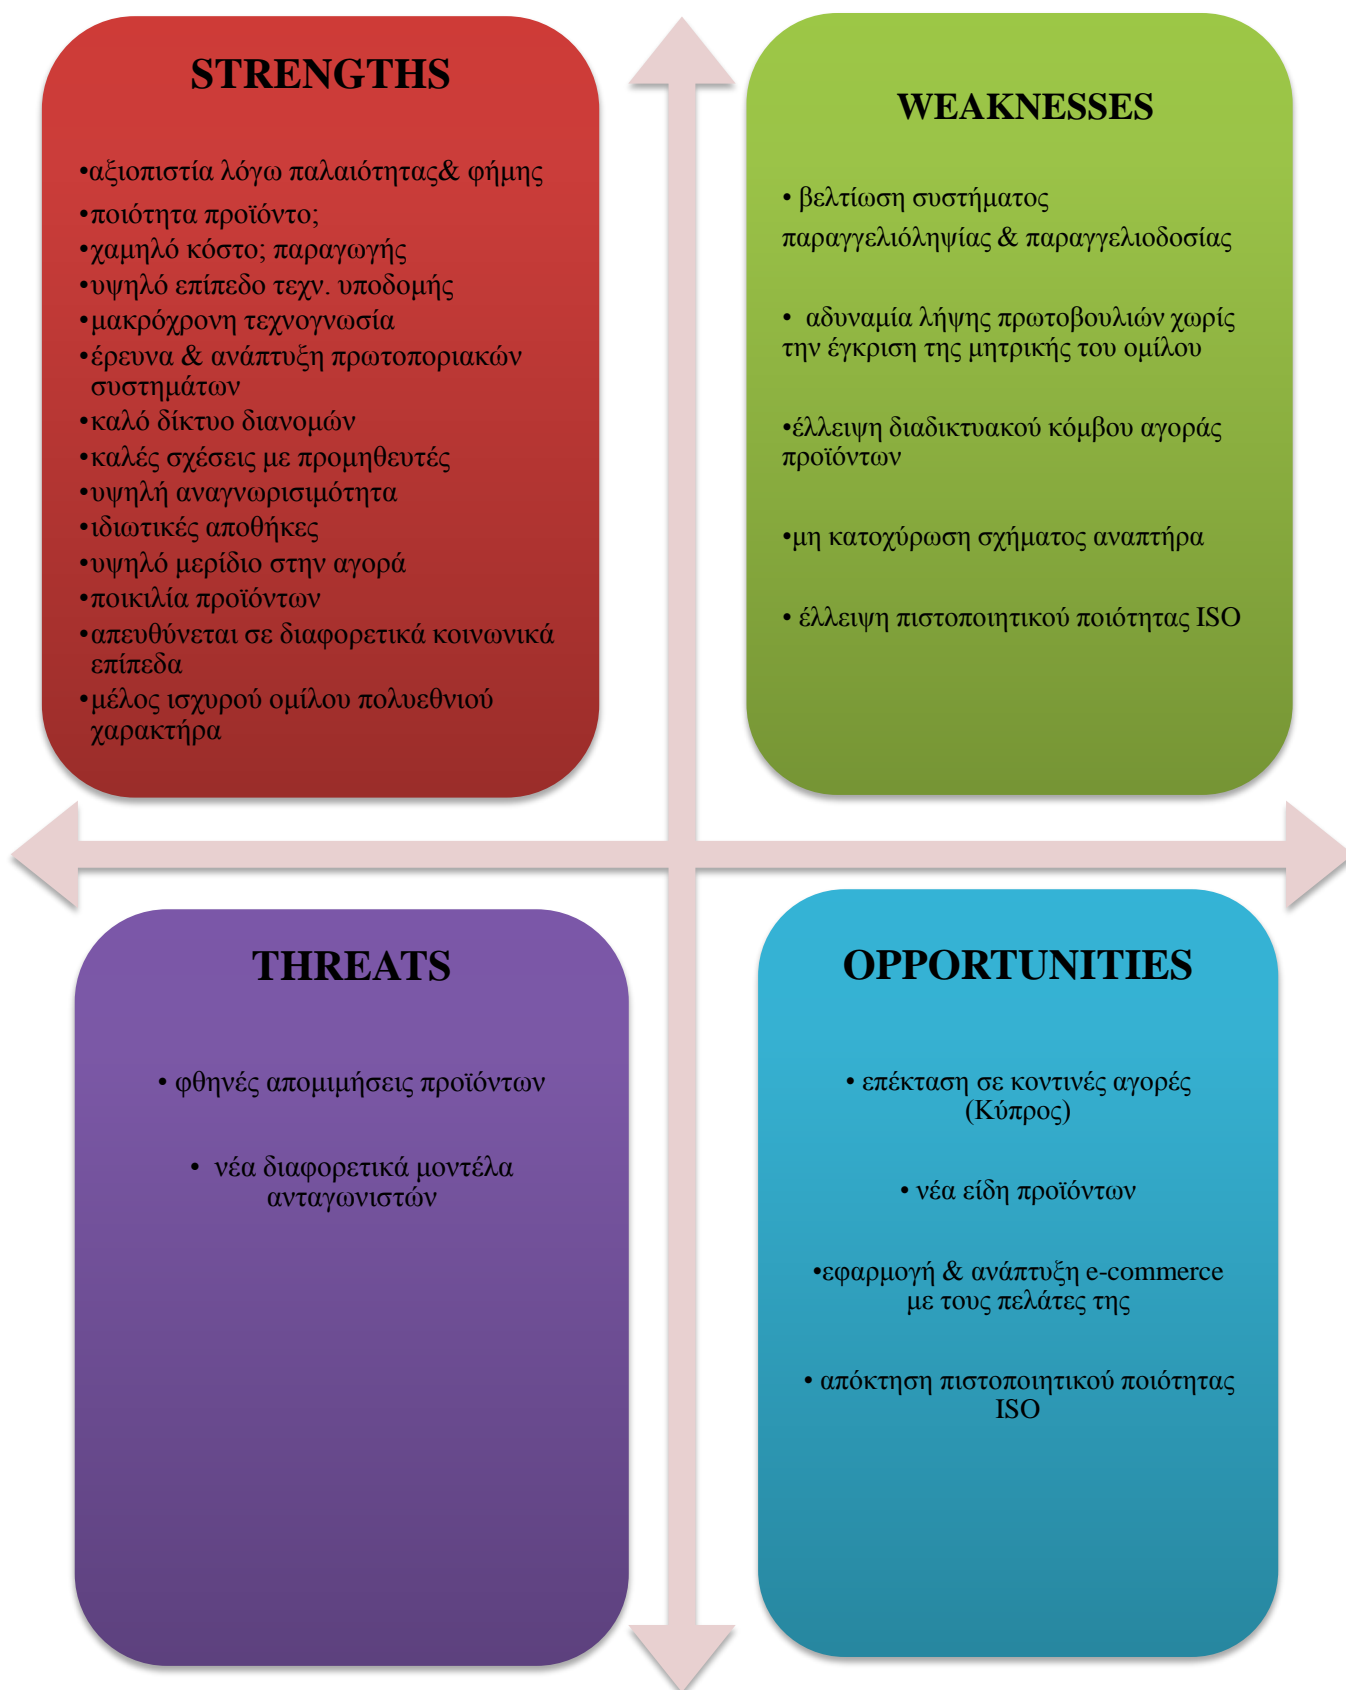 STRENGTHS
•αξιοπιστία λόγω παλαιότητας& φήμης
•ποιότητα προϊόντο;
•χαμηλό κόστο; παραγωγής
•υψηλό επίπεδο τεχν. υποδομής
•μακρόχρονη τεχνογνωσία
•έρευνα & ανάπτυξη πρωτοποριακών
συστημάτων
•καλό δίκτυο διανομών
•καλές σχέσεις με προμηθευτές
•υψηλή αναγνωρισιμότητα
•ιδιωτικές αποθήκες
•υψηλό μερίδιο στην αγορά
•ποικιλία προϊόντων
•απευθύνεται σε διαφορετικά κοινωνικά
επίπεδα
•μέλος ισχυρού ομίλου πολυεθνιού
χαρακτήρα
WEAKNESSES
• βελτίωση συστήματος
παραγγελιόληψίας & παραγγελιοδοσίας
• αδυναμία λήψης πρωτοβουλιών χωρίς
την έγκριση της μητρικής του ομίλου
•έλλειψη διαδικτυακού κόμβου αγοράς
προϊόντων
•μη κατοχύρωση σχήματος αναπτήρα
• έλλειψη πιστοποιητικού ποιότητας ISO
THREATS
• φθηνές απομιμήσεις προϊόντων
• νέα διαφορετικά μοντέλα
ανταγωνιστών
OPPORTUNITIES
• επέκταση σε κοντινές αγορές
(Κύπρος)
• νέα είδη προϊόντων
•εφαρμογή & ανάπτυξη e-commerce
με τους πελάτες της
• απόκτηση πιστοποιητικού ποιότητας
ISO